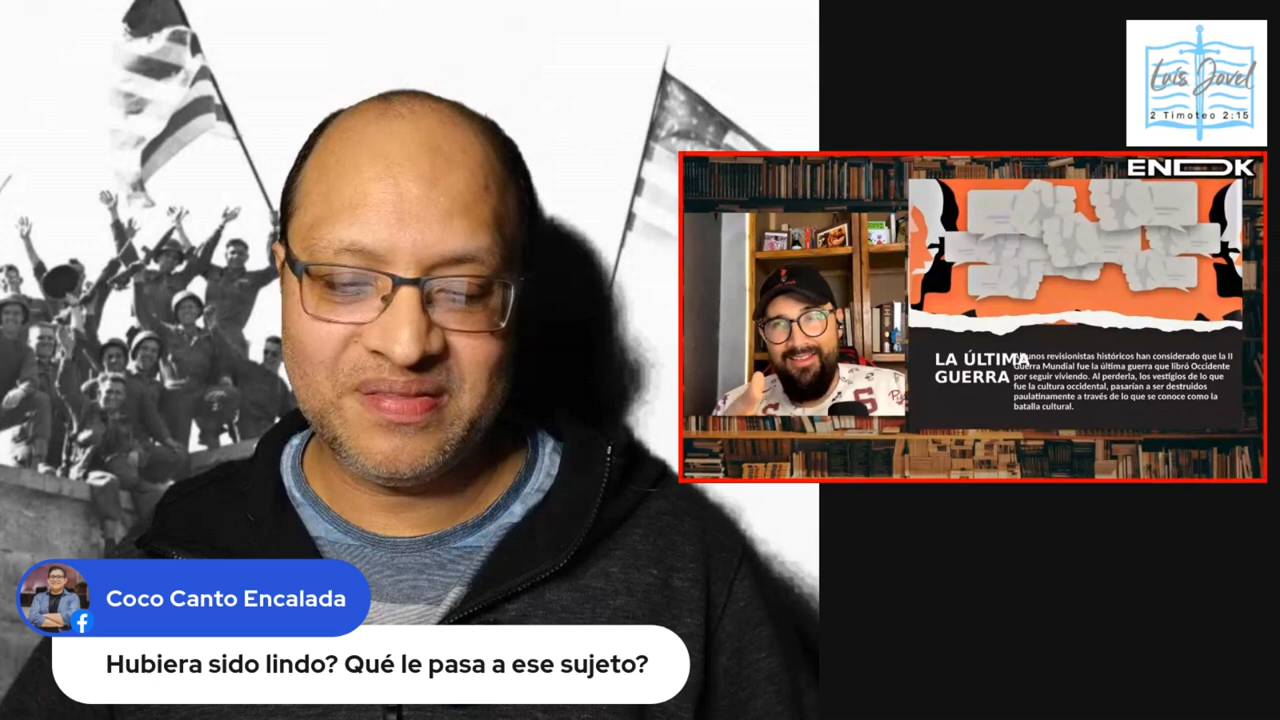 Luis Jovel
2 Timoteo 2:15
ENDOK
LA ÚLTIMA
GUERRA
Algunos revisionistas históricos han considerado que la II
Guerra Mundial fue la última guerra que libró Occidente
por seguir viviendo. Al perderla, los vestigios de lo que
fue la cultura occidental, pasarían a ser destruidos
paulatinamente a través de lo que se conoce como la
batalla cultural.
Coco Canto Encalada
Hubiera sido lindo? Qué le pasa a ese sujeto?